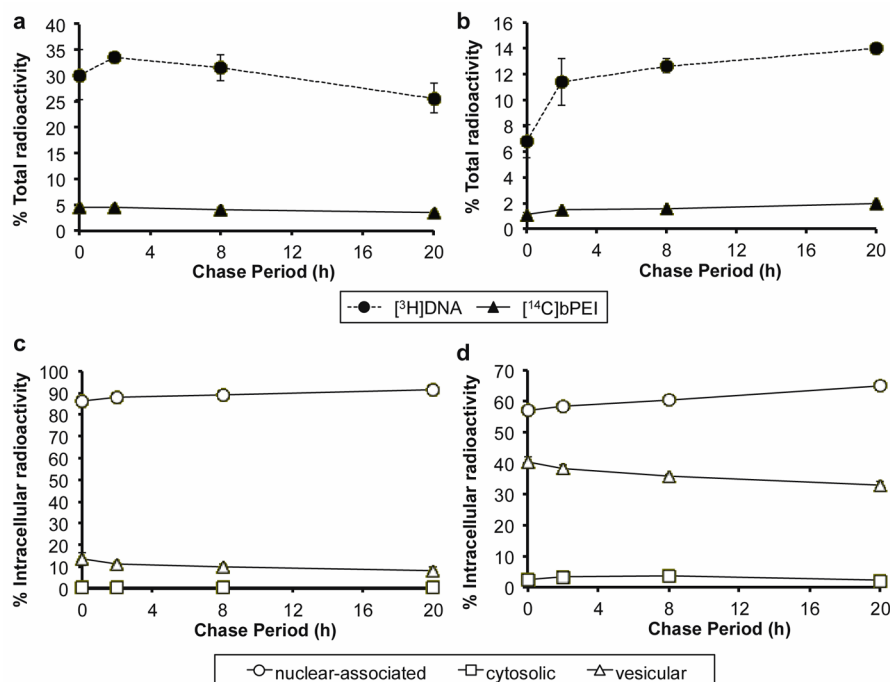 a
b
% Total radioactivity
40
35
30
25
20
15
10
5
0
0 4 8 12 16 20
Chase Period (h)
% Total radioactivity
16
14
12
10
8
6
4
2
0
0 4 8 12 16 20
Chase Period (h)
[³H]DNA [¹⁴C]bPEI
c
d
% Intracellular radioactivity
100
90
80
70
60
50
40
30
20
10
0
0 4 8 12 16 20
Chase Period (h)
% Intracellular radioactivity
70
60
50
40
30
20
10
0
0 4 8 12 16 20
Chase Period (h)
nuclear-associated cytosolic vesicular